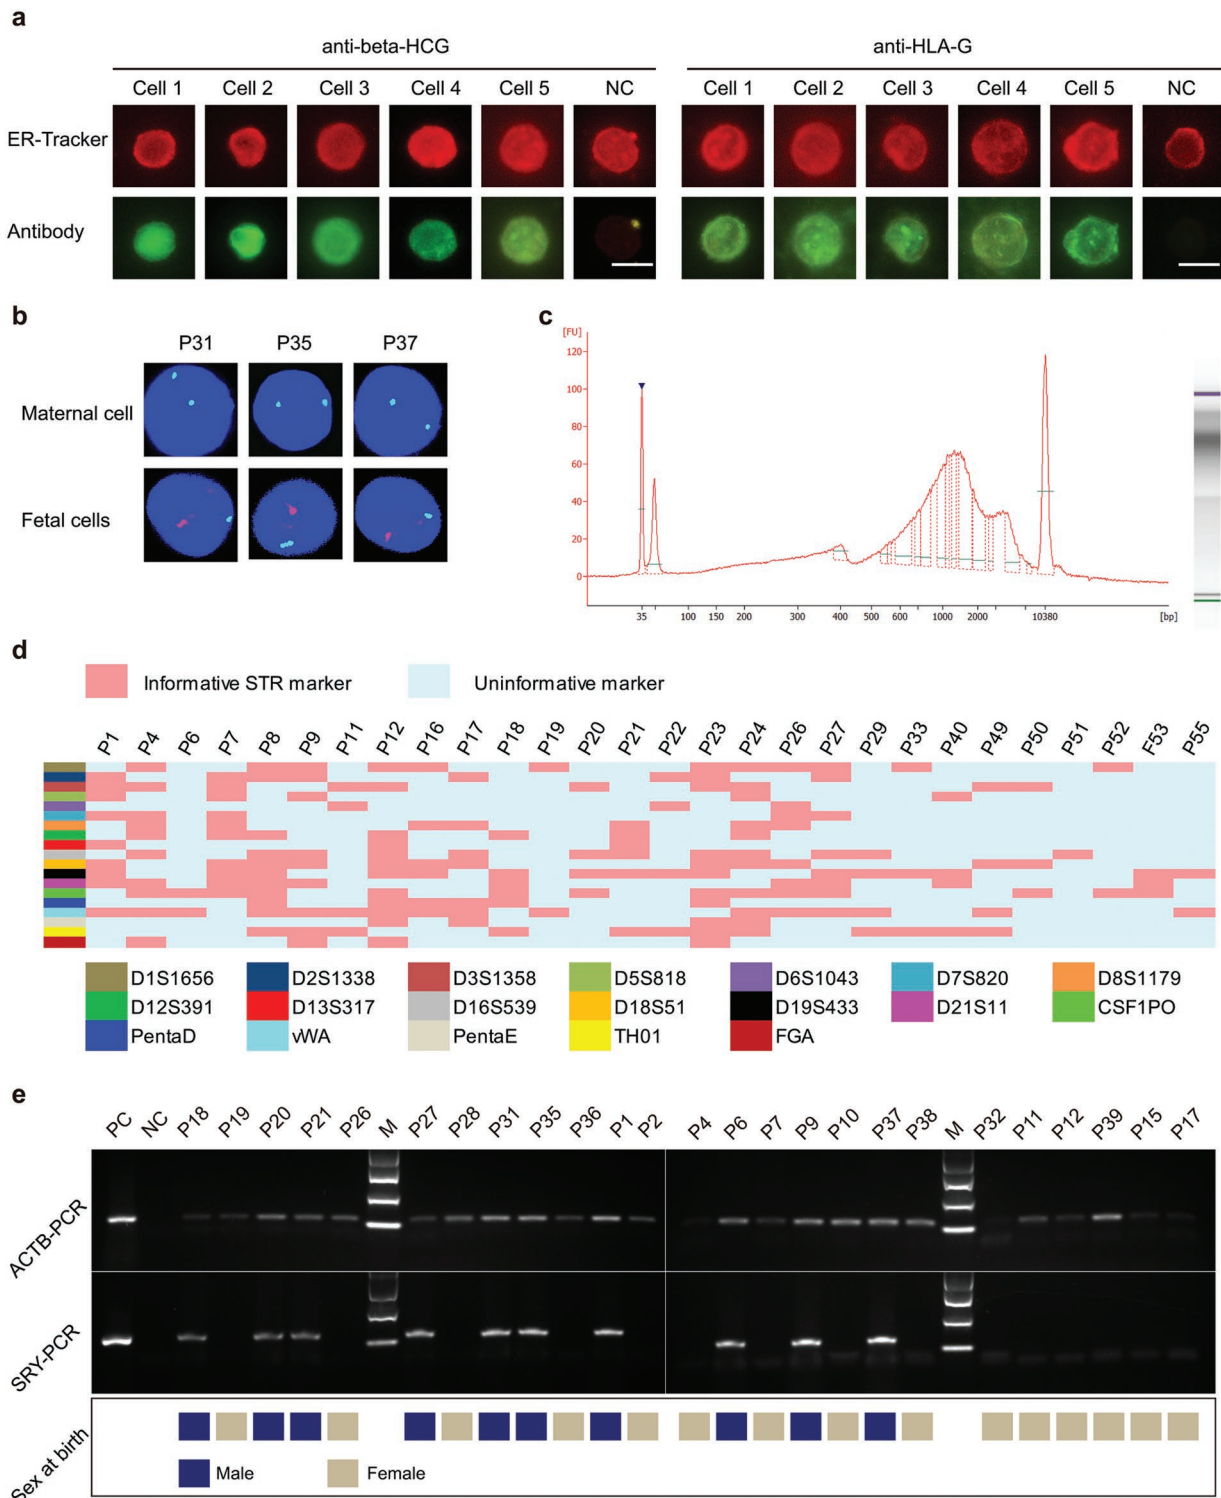 a
anti-beta-HCG anti-HLA-G
Cell 1 Cell 2 Cell 3 Cell 4 Cell 5 NC Cell 1 Cell 2 Cell 3 Cell 4 Cell 5 NC
ER-Tracker
Antibody
b
P31 P35 P37
Maternal cell
Fetal cells
c
[FU]
120
100
80
60
40
20
0
35 100 150 200 300 400 500 600 1000 2000 10380 [bp]
d
Informative STR marker Uninformative marker
P1 P4 P6 P7 P8 P9 P11 P12 P16 P17 P18 P19 P20 P21 P22 P23 P24 P26 P27 P29 P33 P40 P49 P50 P51 P52 F53 P55
D1S1656 D2S1338 D3S1358 D5S818 D6S1043 D7S820 D8S1179
D12S391 D13S317 D16S539 D18S51 D19S433 D21S11 CSF1PO
PentaD vWA PentaE TH01 FGA
e
PC NC P18 P19 P20 P21 P26 M P27 P28 P31 P35 P36 P1 P2 P4 P6 P7 P9 P10 P37 P38 M P32 P11 P12 P39 P15 P17
ACTB-PCR
SRY-PCR
Sex at birth
Male Female